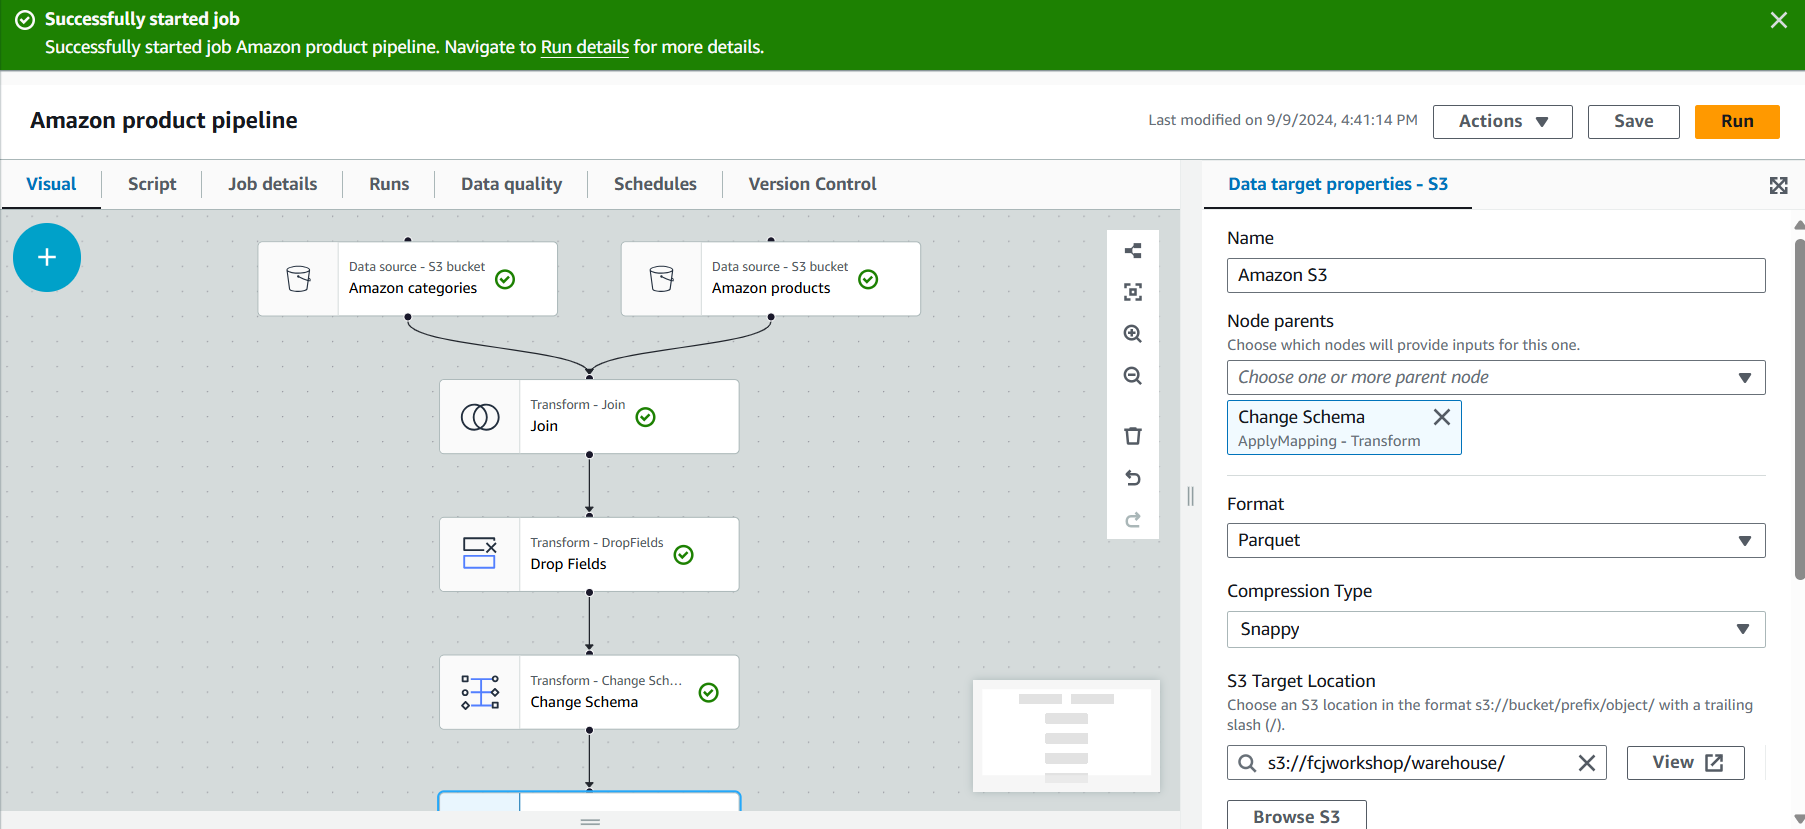 Successfully started job
Successfully started job Amazon product pipeline. Navigate to Run details for more details.
Amazon product pipeline
Last modified on 9/9/2024, 4:41:14 PM
Actions
Save
Run
Visual
Script
Job details
Runs
Data quality
Schedules
Version Control
Data target properties - S3
Data source - S3 bucket
Amazon categories
Data source - S3 bucket
Amazon products
Transform - Join
Join
Transform - DropFields
Drop Fields
Transform - Change Sch...
Change Schema
Name
Amazon S3
Node parents
Choose which nodes will provide inputs for this one.
Choose one or more parent node
Change Schema
ApplyMapping - Transform
Format
Parquet
Compression Type
Snappy
S3 Target Location
Choose an S3 location in the format s3://bucket/prefix/object/ with a trailing
slash (/).
s3://fcjworkshop/warehouse/
View
Browse S3